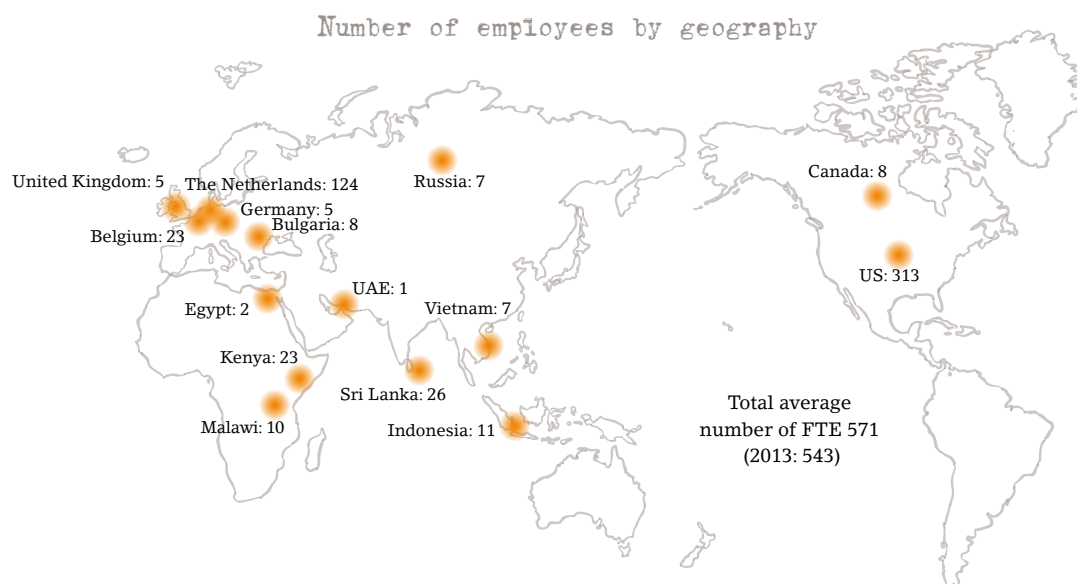 Number of employees by geography
Canada: 8
United Kingdom: 5
The Netherlands: 124
Russia: 7
Germany: 5
Bulgaria: 8
Belgium: 23
US: 313
UAE: 1
Egypt: 2
Vietnam: 7
Kenya: 23
Sri Lanka: 26
Malawi: 10
Indonesia: 11
Total average
number of FTE 571
(2013: 543)